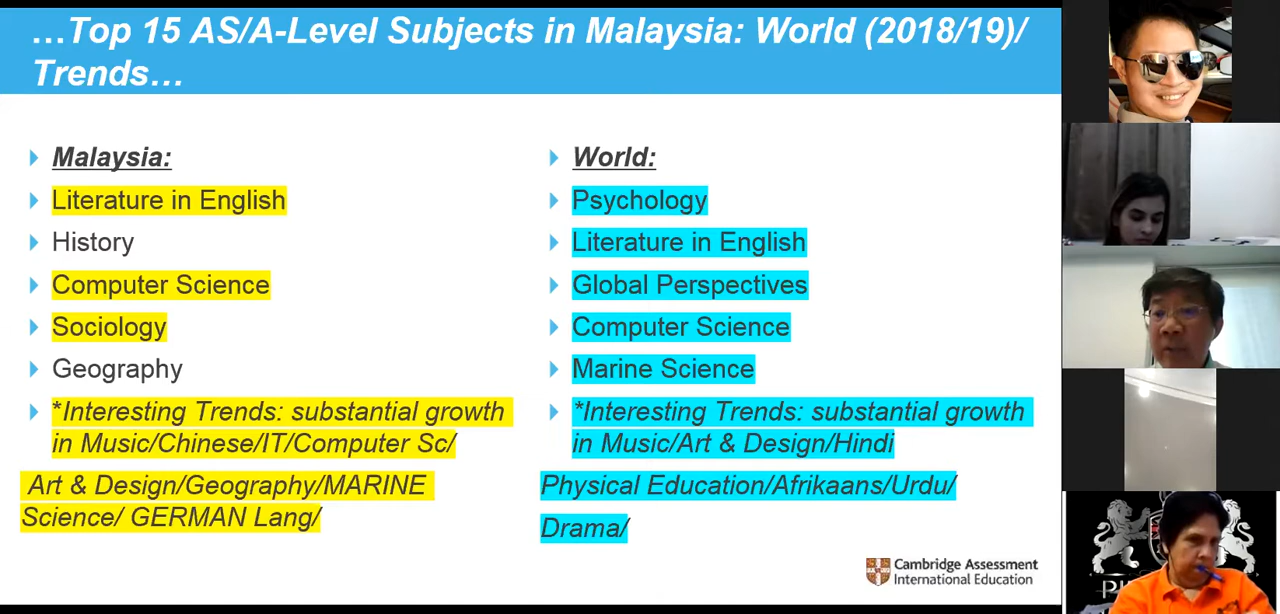 …Top 15 AS/A-Level Subjects in Malaysia: World (2018/19)/
Trends…
Malaysia:
Literature in English
History
Computer Science
Sociology
Geography
*Interesting Trends: substantial growth
in Music/Chinese/IT/Computer Sc/
Art & Design/Geography/MARINE
Science/ GERMAN Lang/
World:
Psychology
Literature in English
Global Perspectives
Computer Science
Marine Science
*Interesting Trends: substantial growth
in Music/Art & Design/Hindi
Physical Education/Afrikaans/Urdu/
Drama/
Cambridge Assessment
International Education